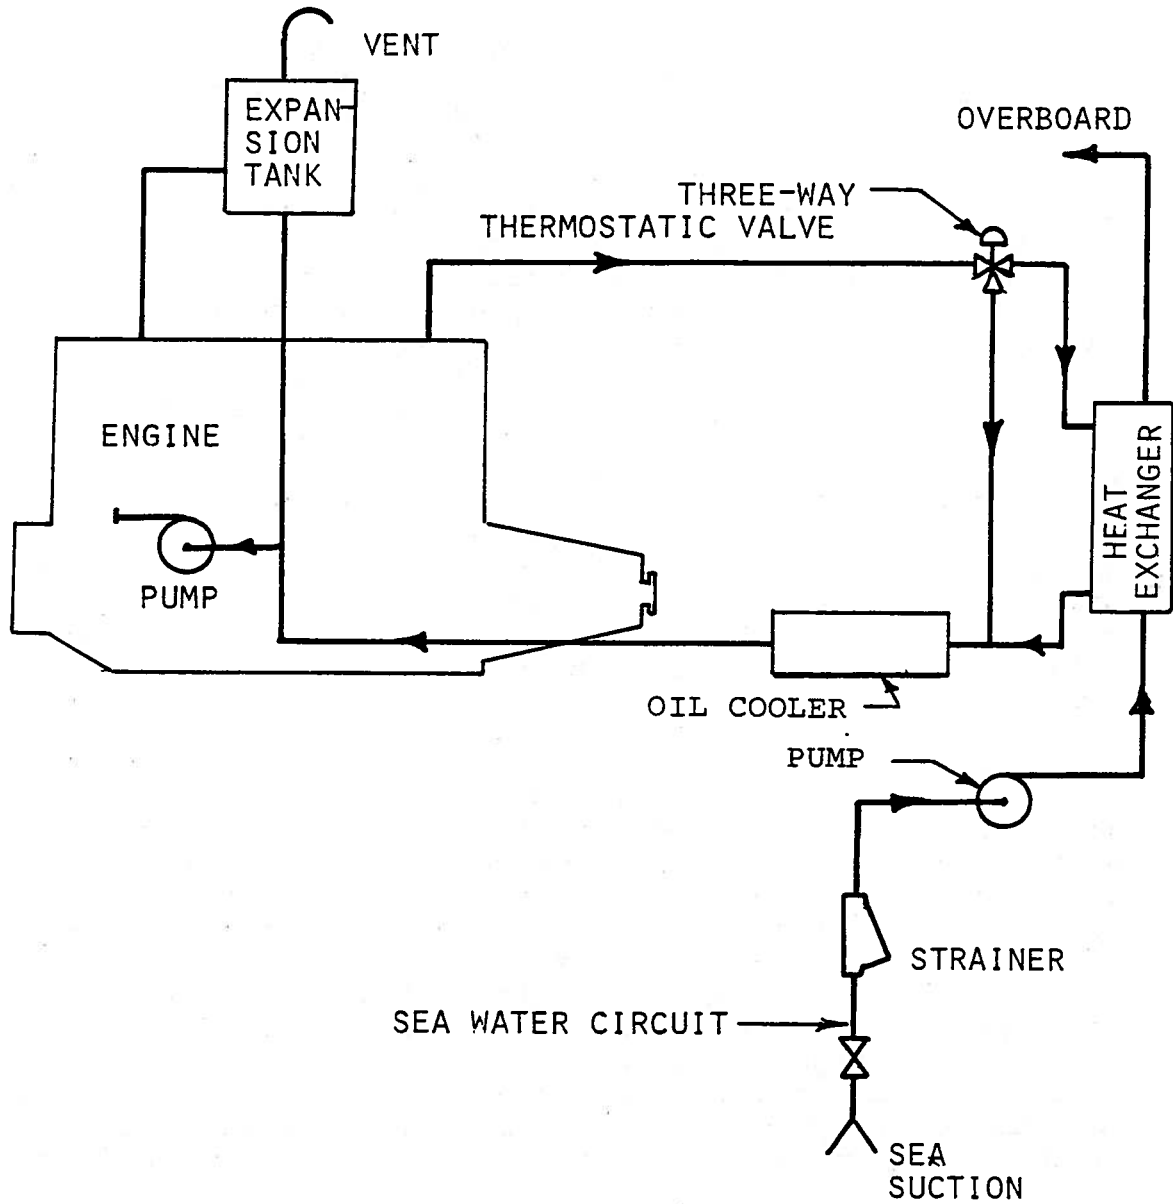 VENT
EXPAN-
SION
TANK
OVERBOARD
THREE-WAY
THERMOSTATIC VALVE
ENGINE
PUMP
HEAT
EXCHANGER
OIL COOLER
PUMP
STRAINER
SEA WATER CIRCUIT
SEA
SUCTION